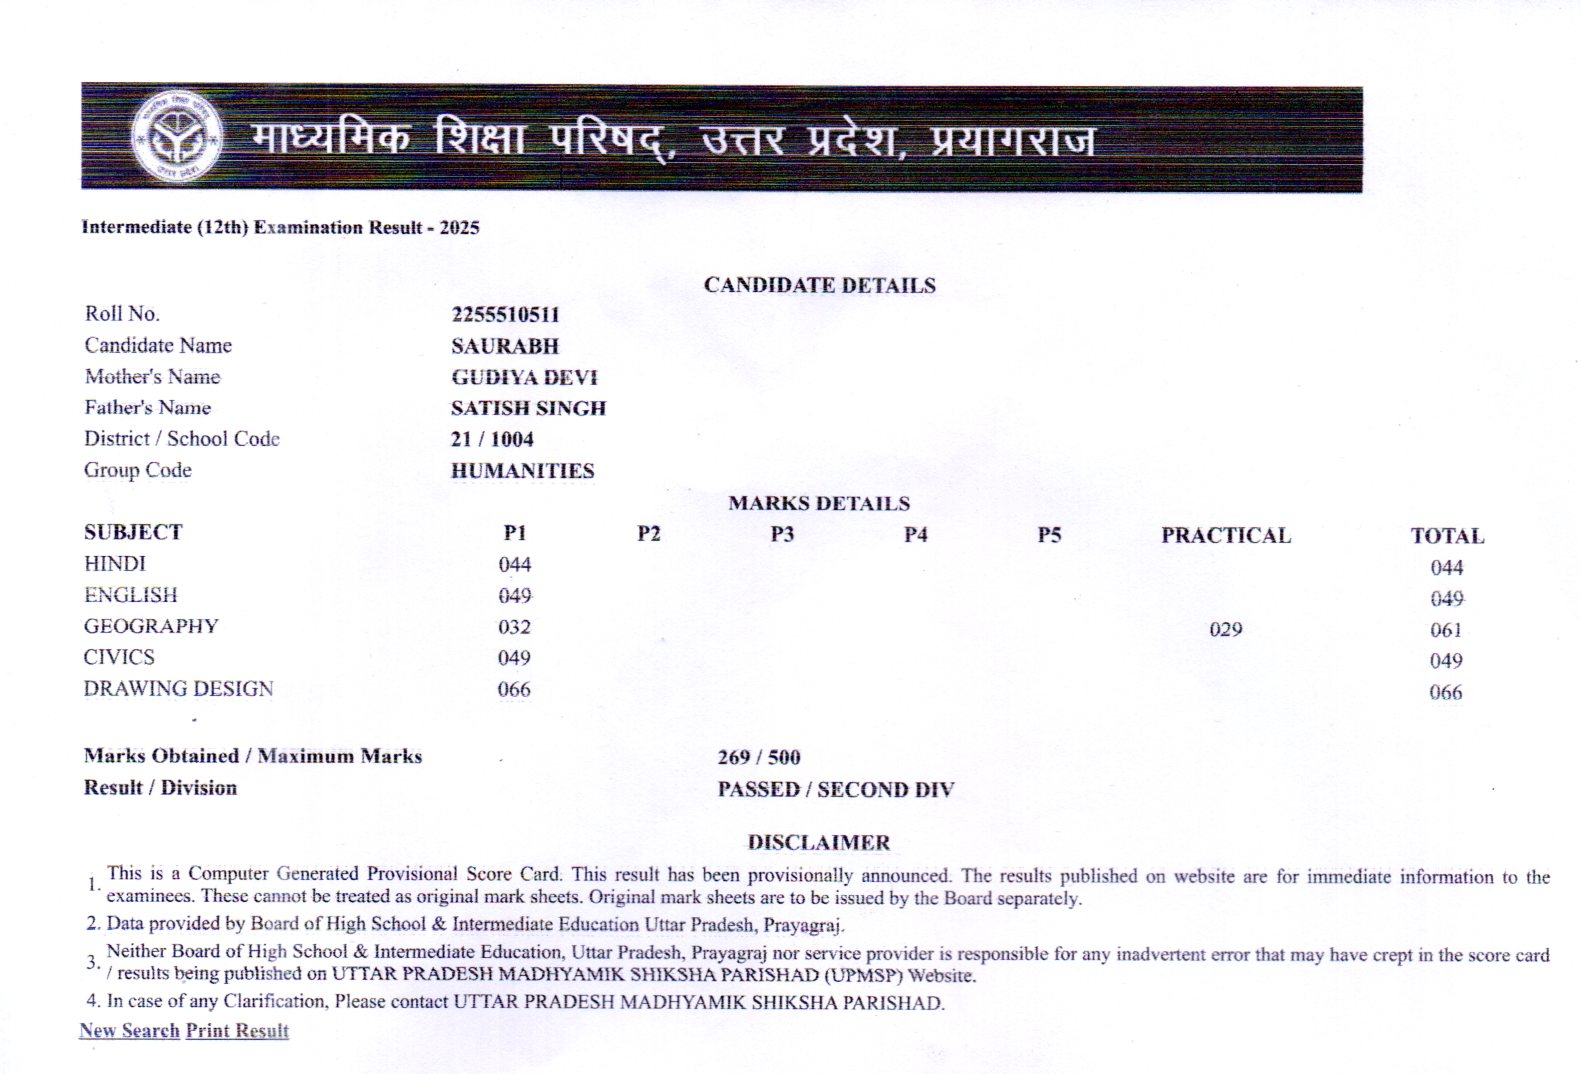 माध्यमिक शिक्षा परिषद्, उत्तर प्रदेश, प्रयागराज
Intermediate (12th) Examination Result - 2025
CANDIDATE DETAILS
Roll No. 2255510511
Candidate Name SAURABH
Mother's Name GUDIYA DEVI
Father's Name SATISH SINGH
District / School Code 21 / 1004
Group Code HUMANITIES
MARKS DETAILS
SUBJECT P1 P2 P3 P4 P5 PRACTICAL TOTAL
HINDI 044 044
ENGLISH 049 049
GEOGRAPHY 032 029 061
CIVICS 049 049
DRAWING DESIGN 066 066
Marks Obtained / Maximum Marks 269 / 500
Result / Division PASSED / SECOND DIV
DISCLAIMER
1. This is a Computer Generated Provisional Score Card. This result has been provisionally announced. The results published on website are for immediate information to the
examinees. These cannot be treated as original mark sheets. Original mark sheets are to be issued by the Board separately.
2. Data provided by Board of High School & Intermediate Education Uttar Pradesh, Prayagraj.
3. Neither Board of High School & Intermediate Education, Uttar Pradesh, Prayagraj nor service provider is responsible for any inadvertent error that may have crept in the score card
/ results being published on UTTAR PRADESH MADHYAMIK SHIKSHA PARISHAD (UPMSP) Website.
4. In case of any Clarification, Please contact UTTAR PRADESH MADHYAMIK SHIKSHA PARISHAD.
New Search Print Result